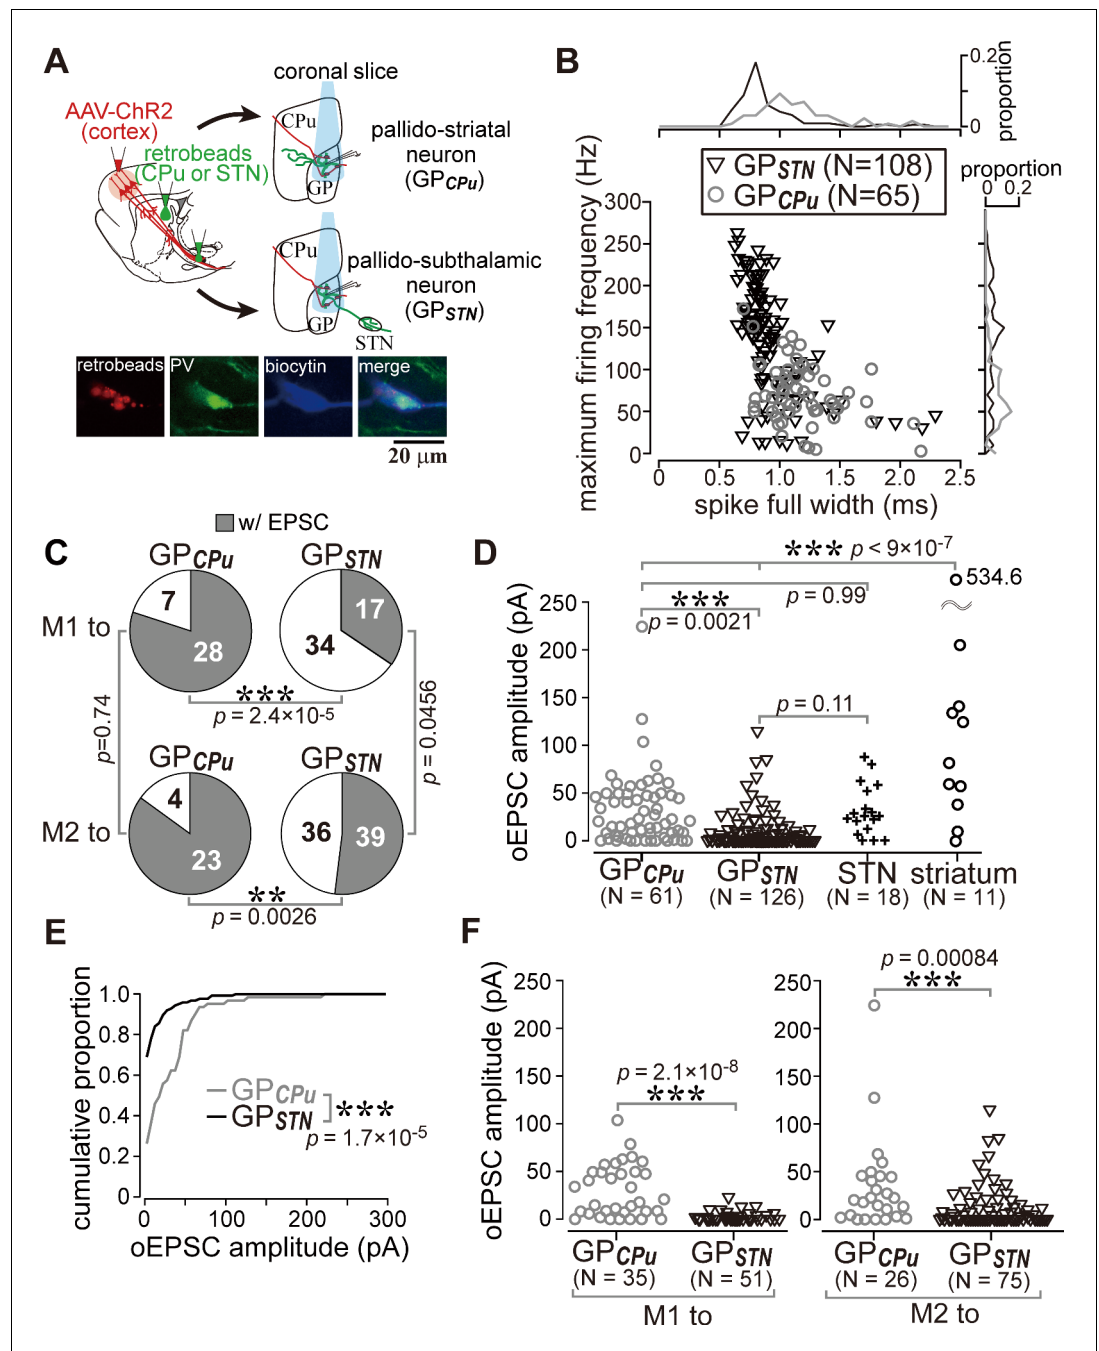 A
coronal slice
AAV-ChR2
(cortex)
retrobeads
(CPu or STN)
CPu
GP
pallido-striatal
neuron
(GPCPu)
CPu
GP
STN
pallido-subthalamic
neuron
(GPSTN)
retrobeads
PV
biocytin
merge
20 μm
B
0.2
1
0
proportion
GPSTN (N=108)
GPCPu (N=65)
proportion
0 0.2
maximum firing frequency (Hz)
300
250
200
150
100
50
0
0 0.5 1.0 1.5 2.0 2.5
spike full width (ms)
C
w/ EPSC
GPCPu
GPSTN
M1 to
7
28
34
17
***
p = 2.4×10-5
p=0.74
p = 0.0456
GPCPu
GPSTN
M2 to
4
23
36
39
**
p = 0.0026
D
*** p < 9×10-7
534.6
p = 0.99
***
p = 0.0021
p = 0.11
oEPSC amplitude (pA)
250
200
150
100
50
0
GPCPu
(N = 61)
GPSTN
(N = 126)
STN
(N = 18)
striatum
(N = 11)
E
cumulative proportion
1.0
0.8
0.6
0.4
0.2
0
GPCPu
GPSTN
***
p = 1.7×10-5
0 100 200 300
oEPSC amplitude (pA)
F
oEPSC amplitude (pA)
250
200
150
100
50
0
p = 2.1×10-8
***
GPCPu
(N = 35)
GPSTN
(N = 51)
M1 to
p = 0.00084
***
250
200
150
100
50
0
GPCPu
(N = 26)
GPSTN
(N = 75)
M2 to